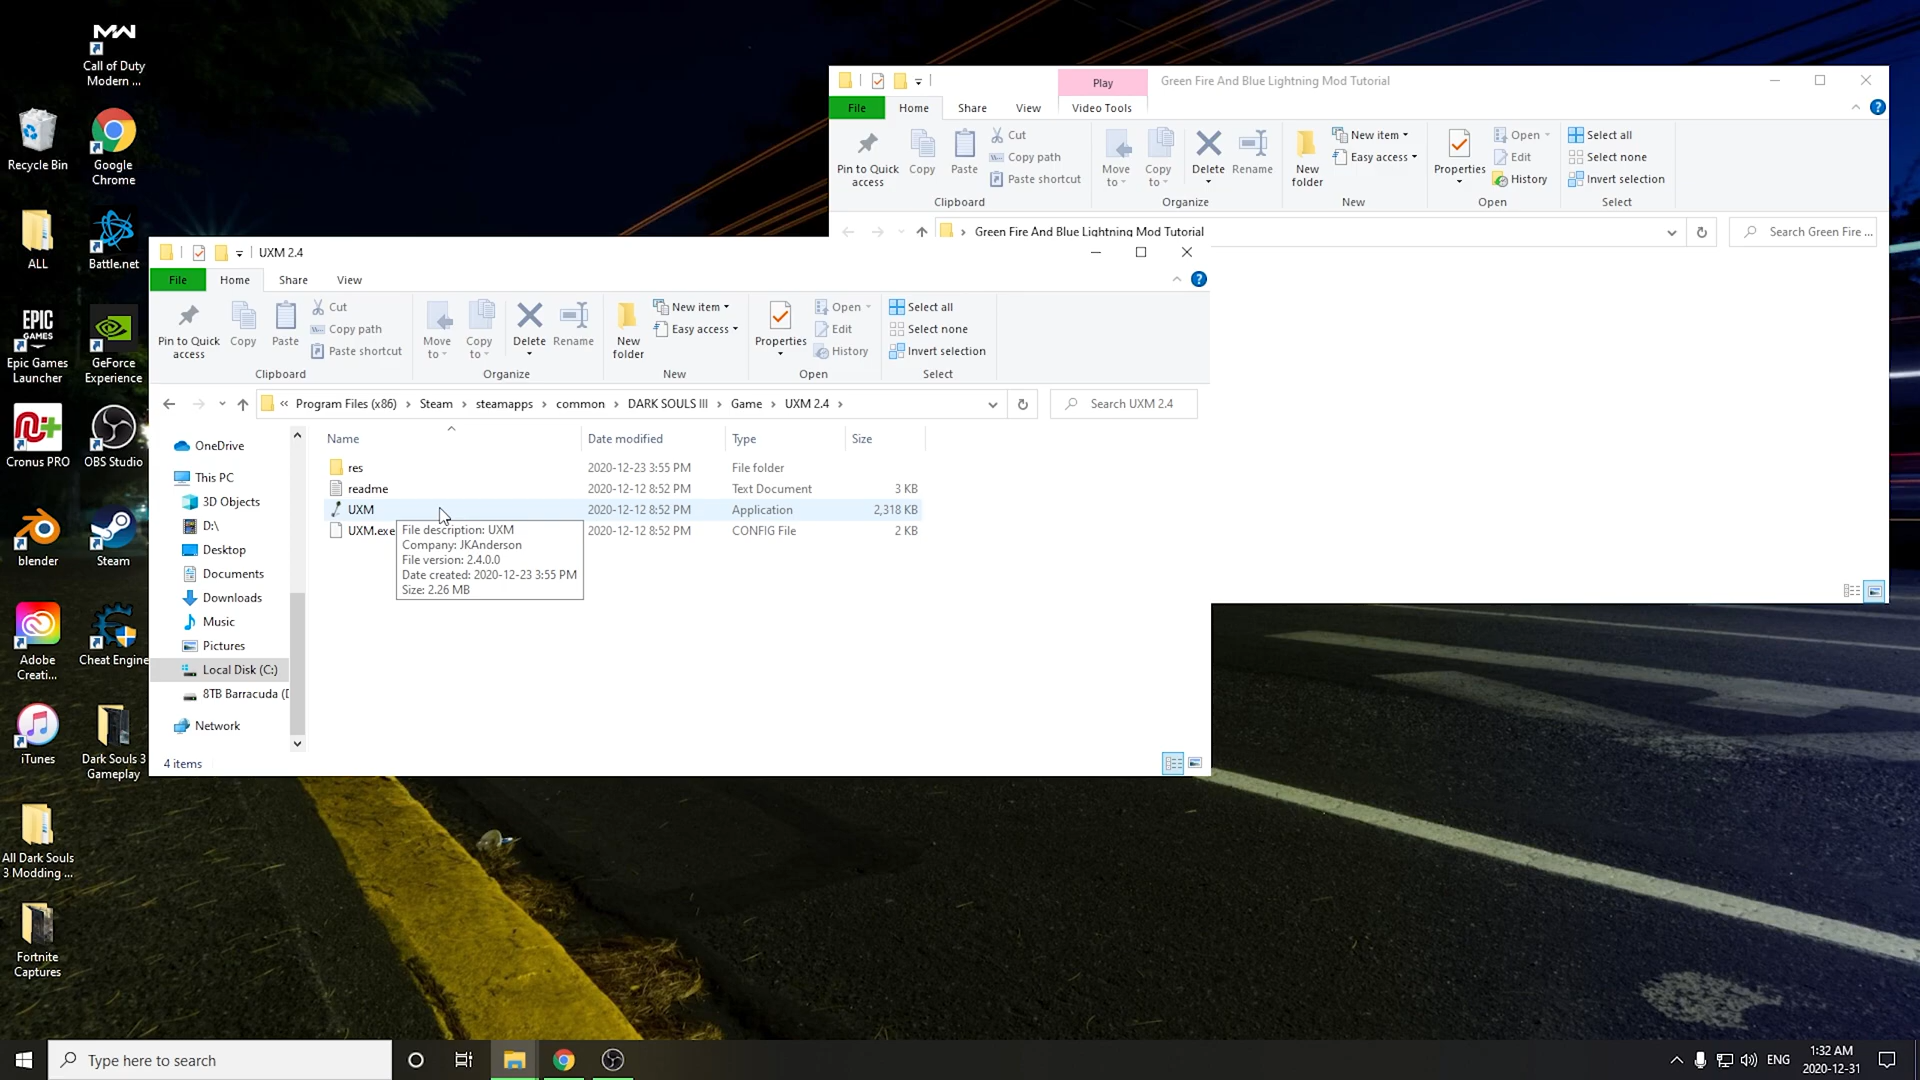 Call of Duty
Modern ...
Recycle Bin
Google
Chrome
ALL
Battle.net
EPIC
GAMES
Epic Games
Launcher
GeForce
Experience
Cronus PRO
OBS Studio
blender
Steam
Adobe
Creati...
Cheat Engine
iTunes
Dark Souls 3
Gameplay
All Dark Souls
3 Modding ...
Fortnite
Captures
Play
Green Fire And Blue Lightning Mod Tutorial
File
Home
Share
View
Video Tools
Pin to Quick
access
Copy
Paste
Cut
Copy path
Paste shortcut
Clipboard
Move
to
Copy
to
Delete
Rename
Organize
New
folder
New item
Easy access
New
Properties
Open
Edit
History
Open
Select all
Select none
Invert selection
Select
Green Fire And Blue Lightning Mod Tutorial
Search Green Fire ...
UXM 2.4
File
Home
Share
View
Pin to Quick
access
Copy
Paste
Cut
Copy path
Paste shortcut
Clipboard
Move
to
Copy
to
Delete
Rename
Organize
New
folder
New item
Easy access
New
Properties
Open
Edit
History
Open
Select all
Select none
Invert selection
Select
« Program Files (x86) › Steam › steamapps › common › DARK SOULS III › Game › UXM 2.4 ›
Search UXM 2.4
OneDrive
This PC
3D Objects
D:\
Desktop
Documents
Downloads
Music
Pictures
Local Disk (C:)
8TB Barracuda (D
Network
Name Date modified Type Size
res 2020-12-23 3:55 PM File folder
readme 2020-12-12 8:52 PM Text Document 3 KB
UXM 2020-12-12 8:52 PM Application 2,318 KB
UXM.exe 2020-12-12 8:52 PM CONFIG File 2 KB
File description: UXM
Company: JKAnderson
File version: 2.4.0.0
Date created: 2020-12-23 3:55 PM
Size: 2.26 MB
4 items
Type here to search
ENG
1:32 AM
2020-12-31